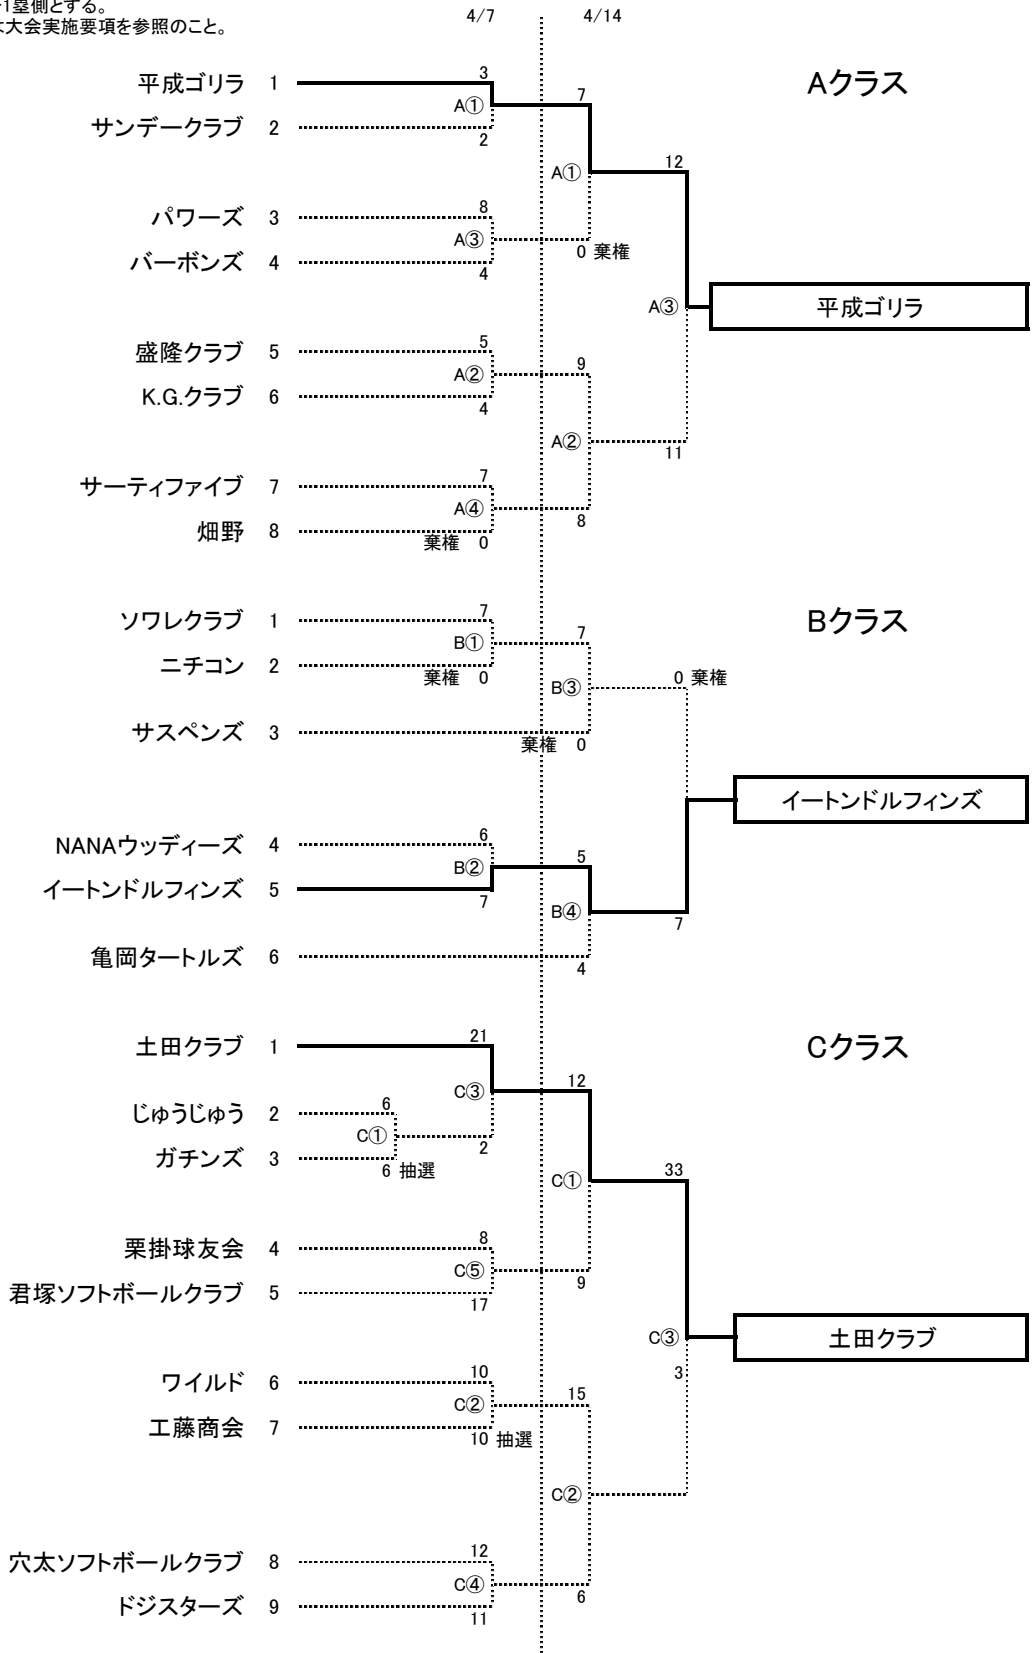 1塁側とする。
大会実施要項を参照のこと。
4/7 4/14
Aクラス
平成ゴリラ 1 3
A① 7
サンデークラブ 2 2
A① 12
パワーズ 3 8
A③ 0 棄権
バーボンズ 4 4
A③ 平成ゴリラ
盛隆クラブ 5 5
A② 9
K.G.クラブ 6 4
A② 11
サーティファイブ 7 7
A④ 8
畑野 8 棄権 0
Bクラス
ソワレクラブ 1 7
B① 7
ニチコン 2 棄権 0
B③ 0 棄権
サスペンズ 3 棄権 0
イートンドルフィンズ
NANAウッディーズ 4 6
B② 5
イートンドルフィンズ 5 7
B④ 7
亀岡タートルズ 6 4
Cクラス
土田クラブ 1 21
C③ 12
じゅうじゅう 2 6
C① 2
ガチンズ 3 6 抽選
C① 33
栗掛球友会 4 8
C⑤ 9
君塚ソフトボールクラブ 5 17
C③ 土田クラブ
3
ワイルド 6 10
C② 15
工藤商会 7 10 抽選
C②
穴太ソフトボールクラブ 8 12
C④ 6
ドジスターズ 9 11